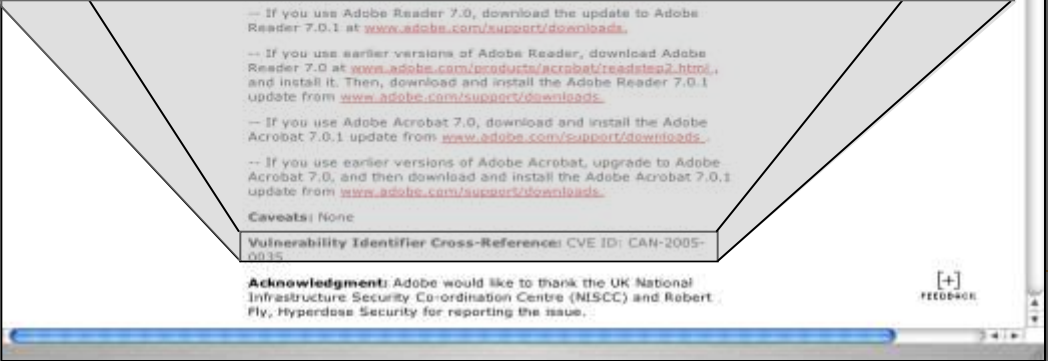 -- If you use Adobe Reader 7.0, download the update to Adobe
Reader 7.0.1 at www.adobe.com/support/downloads.
-- If you use earlier versions of Adobe Reader, download Adobe
Reader 7.0 at www.adobe.com/products/acrobat/readstep2.html ,
and install it. Then, download and install the Adobe Reader 7.0.1
update from www.adobe.com/support/downloads.
-- If you use Adobe Acrobat 7.0, download and install the Adobe
Acrobat 7.0.1 update from www.adobe.com/support/downloads .
-- If you use earlier versions of Adobe Acrobat, upgrade to Adobe
Acrobat 7.0, and then download and install the Adobe Acrobat 7.0.1
update from www.adobe.com/support/downloads.
Caveats: None
Vulnerability Identifier Cross-Reference: CVE ID: CAN-2005-
0035
Acknowledgment: Adobe would like to thank the UK National
Infrastructure Security Co-ordination Centre (NISCC) and Robert
Fly, Hyperdose Security for reporting the issue.
[+]
FEEDBACK